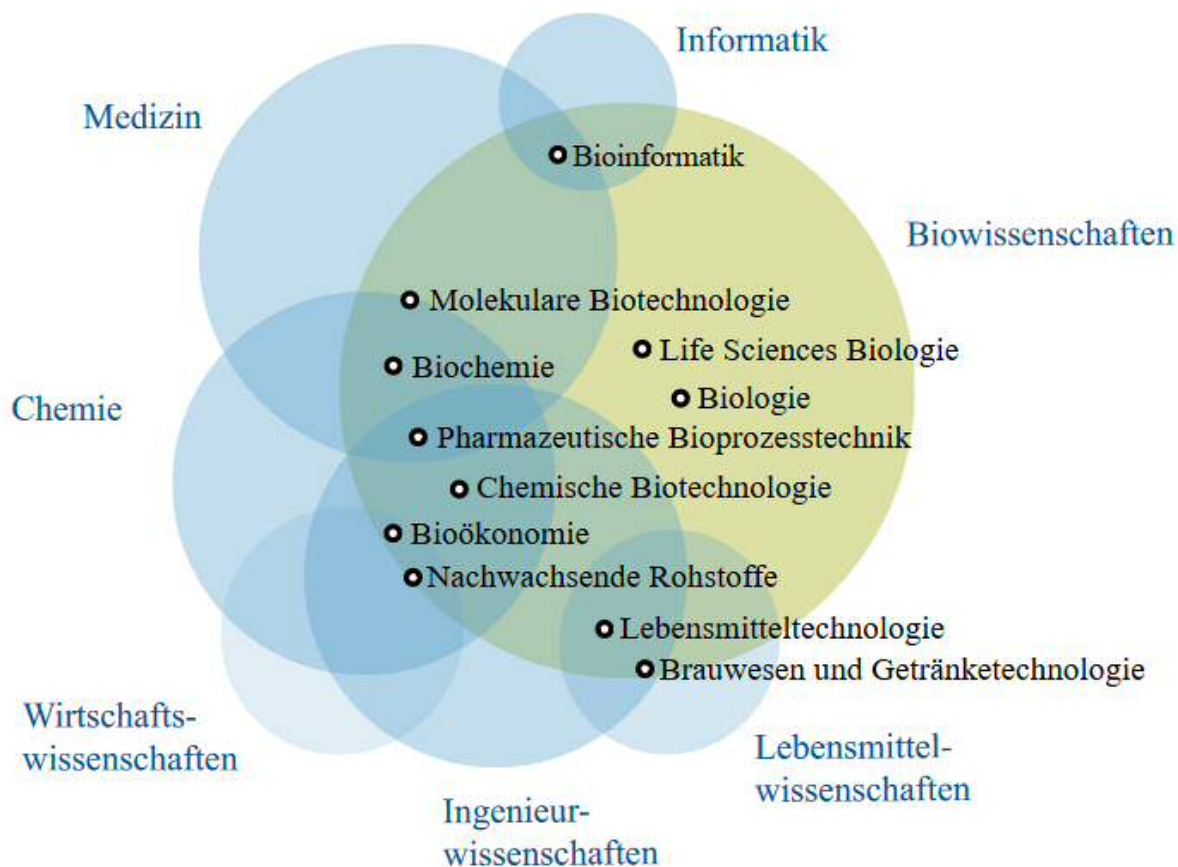 Informatik
Medizin
Bioinformatik
Biowissenschaften
Molekulare Biotechnologie
Life Sciences Biologie
Biochemie
Biologie
Chemie
Pharmazeutische Bioprozesstechnik
Chemische Biotechnologie
Bioökonomie
Nachwachsende Rohstoffe
Lebensmitteltechnologie
Brauwesen und Getränketechnologie
Wirtschafts-
wissenschaften
Lebensmittel-
wissenschaften
Ingenieur-
wissenschaften